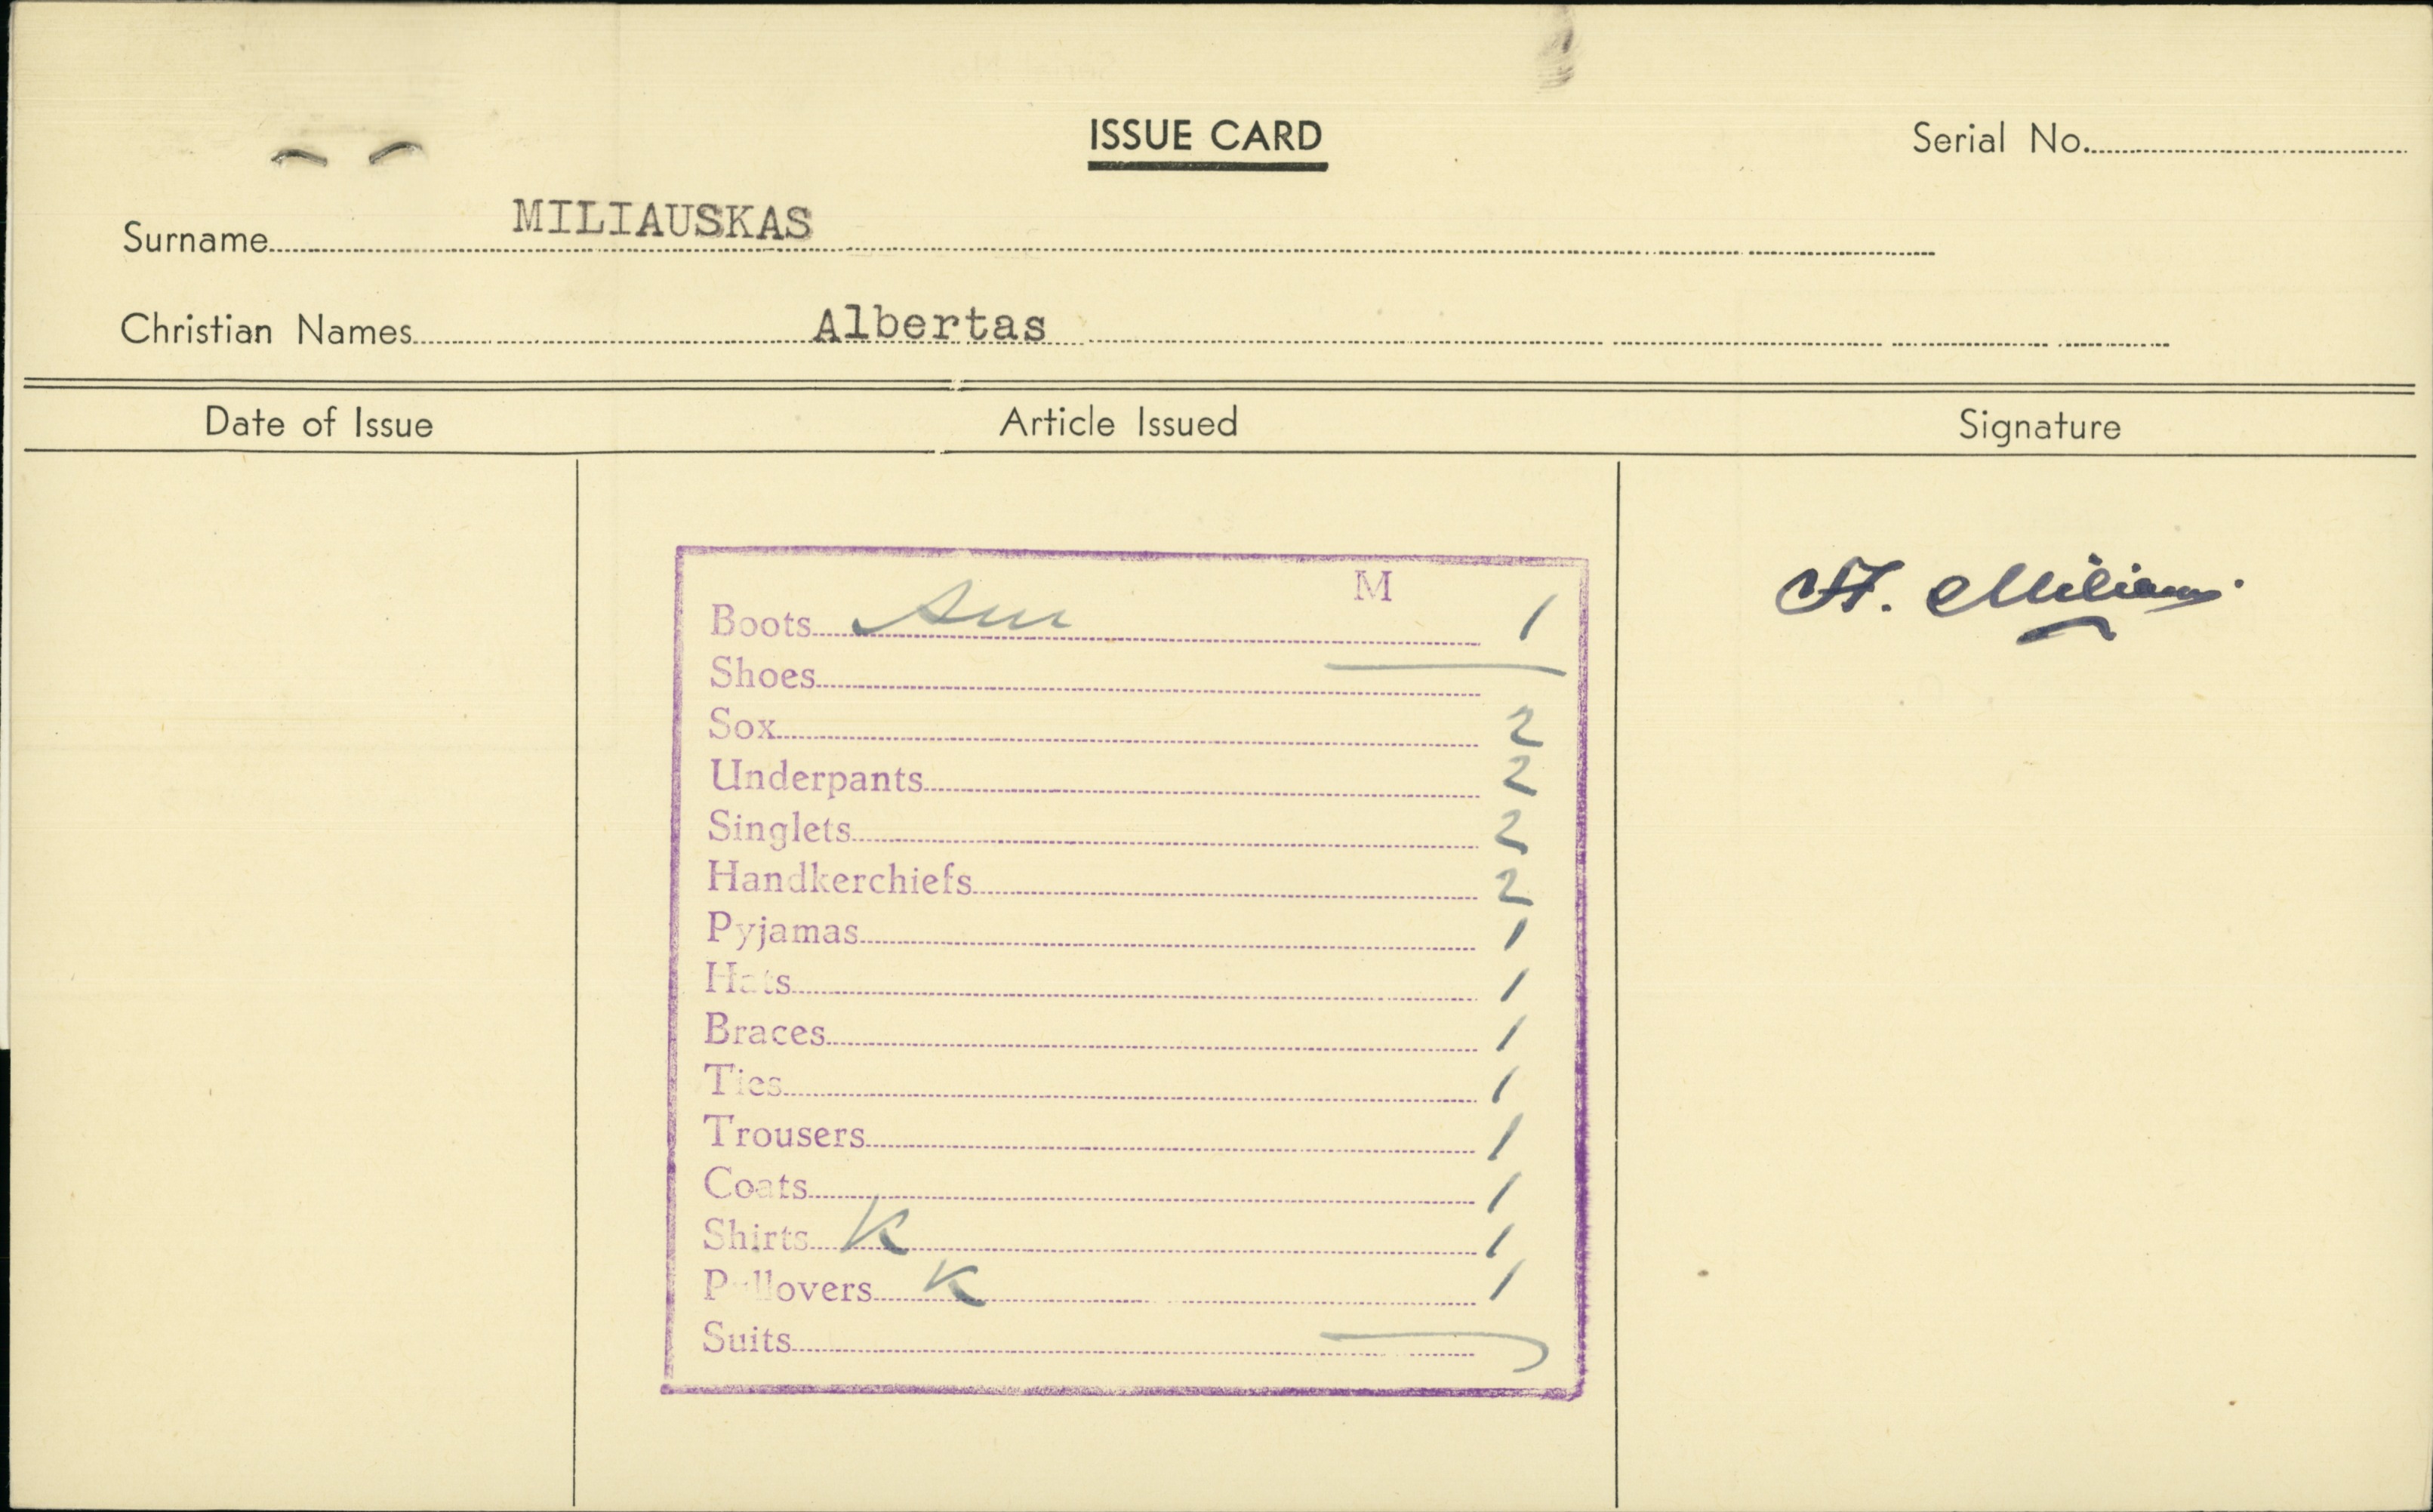 ISSUE CARD
Serial No.
Surname MILIAUSKAS
Christian Names Albertas
Date of Issue Article Issued Signature
M
Boots 1
Shoes
Sox 2
Underpants 2
Singlets 2
Handkerchiefs 2
Pyjamas 1
Hats 1
Braces 1
Ties 1
Trousers 1
Coats 1
Shirts K 1
Pullovers K 1
Suits